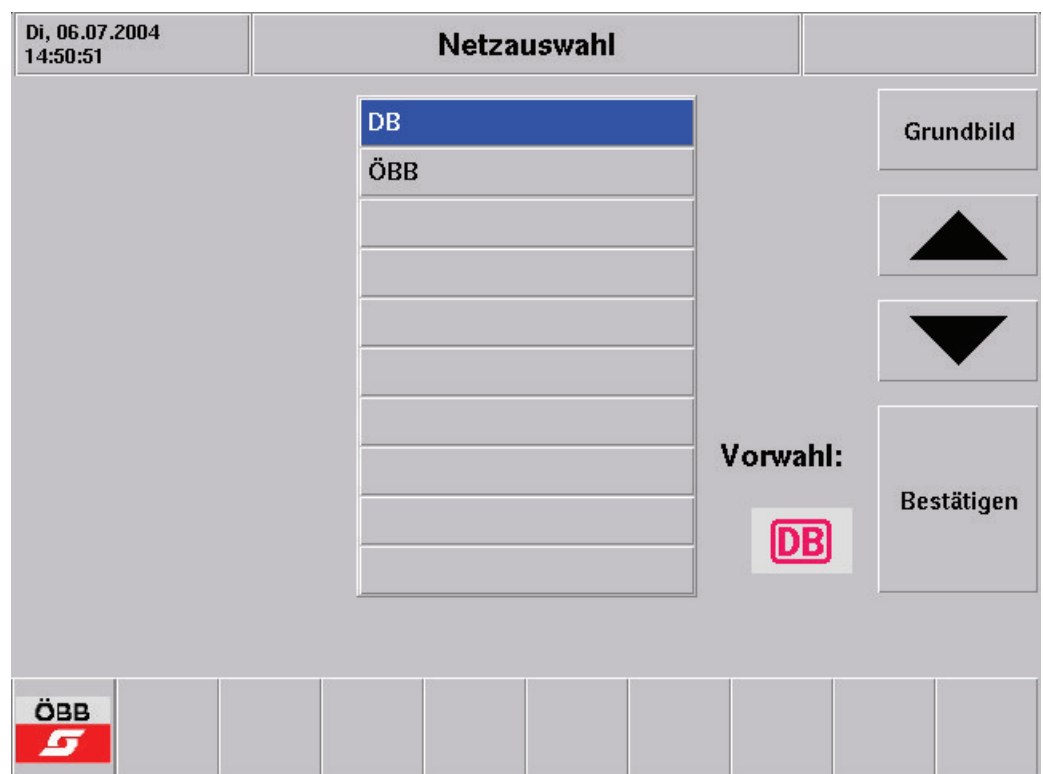 Di, 06.07.2004
14:50:51
Netzauswahl
DB
ÖBB
Grundbild
Vorwahl:
DB
Bestätigen
ÖBB